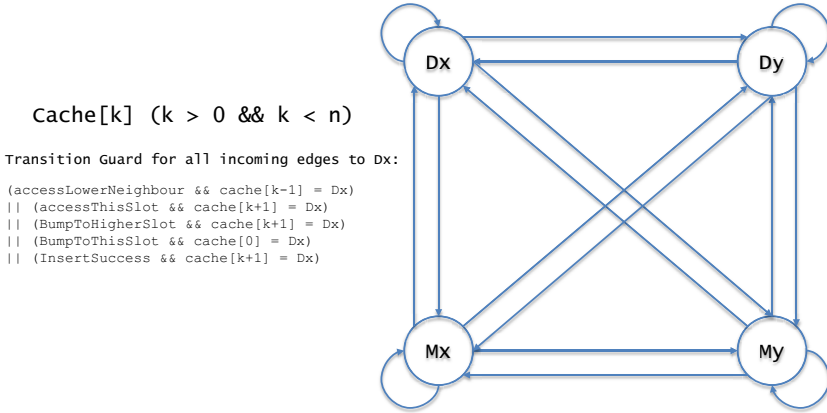 Cache[k] (k > 0 && k < n)
Transition Guard for all incoming edges to Dx:
(accessLowerNeighbour && cache[k-1] = Dx)
|| (accessThisSlot && cache[k+1] = Dx)
|| (BumpToHigherSlot && cache[k+1] = Dx)
|| (BumpToThisSlot && cache[0] = Dx)
|| (InsertSuccess && cache[k+1] = Dx)
Dx
Dy
Mx
My